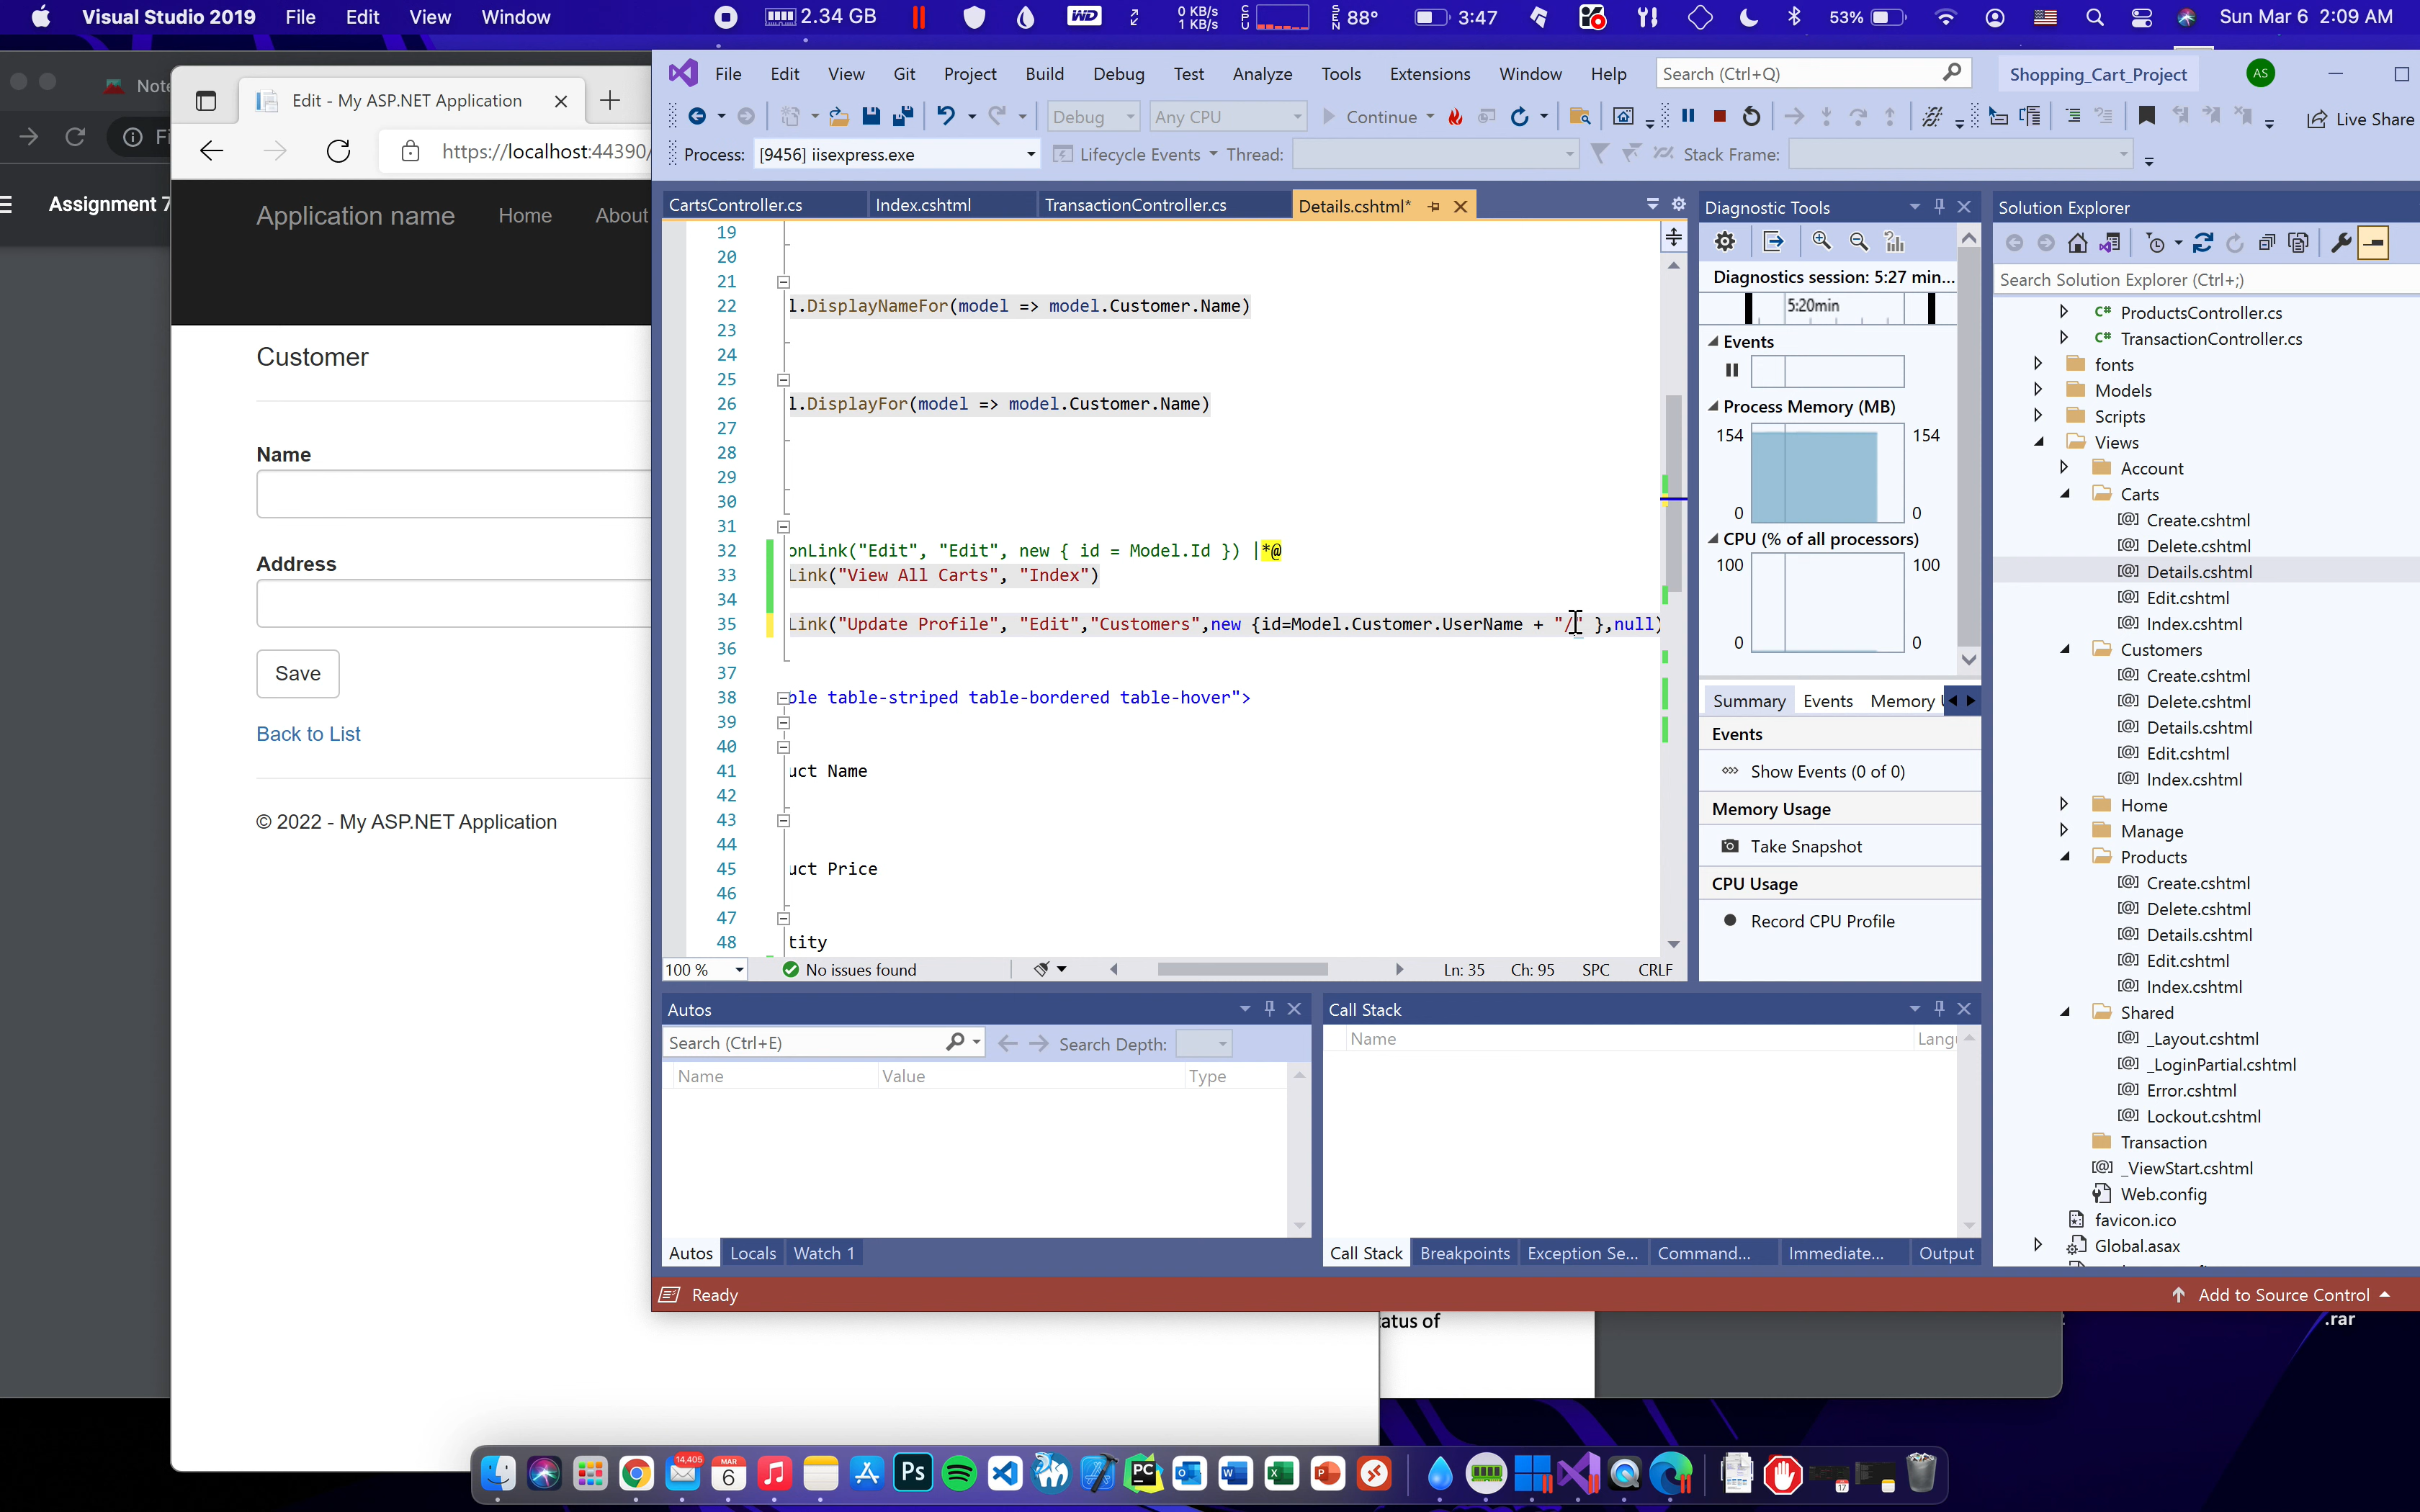 Visual Studio 2019 File Edit View Window 2.34 GB WD 0 KB/s 1 KB/s CPU SEN 88° 3:47 53% Sun Mar 6 2:09 AM
Note
Edit - My ASP.NET Application
https://localhost:44390/
Assignment 7
Application name Home About
Customer
Name
Address
Save
Back to List
© 2022 - My ASP.NET Application
File Edit View Git Project Build Debug Test Analyze Tools Extensions Window Help Search (Ctrl+Q) Shopping_Cart_Project AS
Debug Any CPU Continue Live Share
Process: [9456] iisexpress.exe Lifecycle Events Thread: Stack Frame:
CartsController.cs Index.cshtml TransactionController.cs Details.cshtml*
19
20
21
22 l.DisplayNameFor(model => model.Customer.Name)
23
24
25
26 l.DisplayFor(model => model.Customer.Name)
27
28
29
30
31
32 onLink("Edit", "Edit", new { id = Model.Id }) |*@
33 Link("View All Carts", "Index")
34
35 Link("Update Profile", "Edit","Customers",new {id=Model.Customer.UserName + "/" },null)
36
37
38 ble table-striped table-bordered table-hover">
39
40
41 uct Name
42
43
44
45 uct Price
46
47
48 tity
100 % No issues found Ln: 35 Ch: 95 SPC CRLF
Diagnostic Tools
Diagnostics session: 5:27 min...
5:20min
Events
Process Memory (MB)
154 154
0 0
CPU (% of all processors)
100 100
0 0
Summary Events Memory U
Events
Show Events (0 of 0)
Memory Usage
Take Snapshot
CPU Usage
Record CPU Profile
Solution Explorer
Search Solution Explorer (Ctrl+;)
C# ProductsController.cs
C# TransactionController.cs
fonts
Models
Scripts
Views
Account
Carts
Create.cshtml
Delete.cshtml
Details.cshtml
Edit.cshtml
Index.cshtml
Customers
Create.cshtml
Delete.cshtml
Details.cshtml
Edit.cshtml
Index.cshtml
Home
Manage
Products
Create.cshtml
Delete.cshtml
Details.cshtml
Edit.cshtml
Index.cshtml
Shared
_Layout.cshtml
_LoginPartial.cshtml
Error.cshtml
Lockout.cshtml
Transaction
_ViewStart.cshtml
Web.config
favicon.ico
Global.asax
Autos
Search (Ctrl+E) Search Depth:
Name Value Type
Autos Locals Watch 1
Call Stack
Name Lang
Call Stack Breakpoints Exception Se... Command... Immediate... Output
Ready Add to Source Control
atus of
.rar
14,405
MAR
6
Ps
PC
17